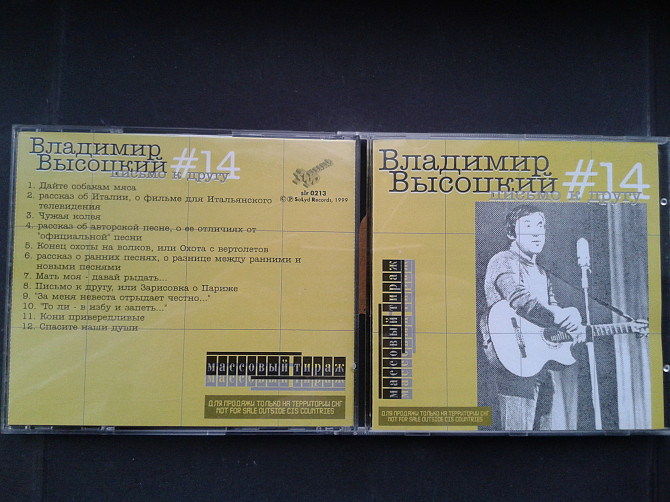 Владимир
Высоцкий #14
письмо к другу
slr 0213
©℗ SoLyd Records, 1999
1. Дайте собакам мяса
2. рассказ об Италии, о фильме для Итальянского
телевидения
3. Чужая колея
4. рассказ об авторской песне, о ее отличиях от
"официальной" песни
5. Конец охоты на волков, или Охота с вертолетов
6. рассказ о ранних песнях, о разнице между ранними и
новыми песнями
7. Мать моя - давай рыдать...
8. Письмо к другу, или Зарисовка о Париже
9. "За меня невеста отрыдает честно..."
10. "То ли - в избу и запеть..."
11. Кони привередливые
12. Спасите наши души
массовый тираж
ДЛЯ ПРОДАЖИ ТОЛЬКО НА ТЕРРИТОРИИ СНГ
NOT FOR SALE OUTSIDE CIS COUNTRIES
Владимир
Высоцкий #14
письмо к другу
массовый тираж
ДЛЯ ПРОДАЖИ ТОЛЬКО НА ТЕРРИТОРИИ СНГ
NOT FOR SALE OUTSIDE CIS COUNTRIES